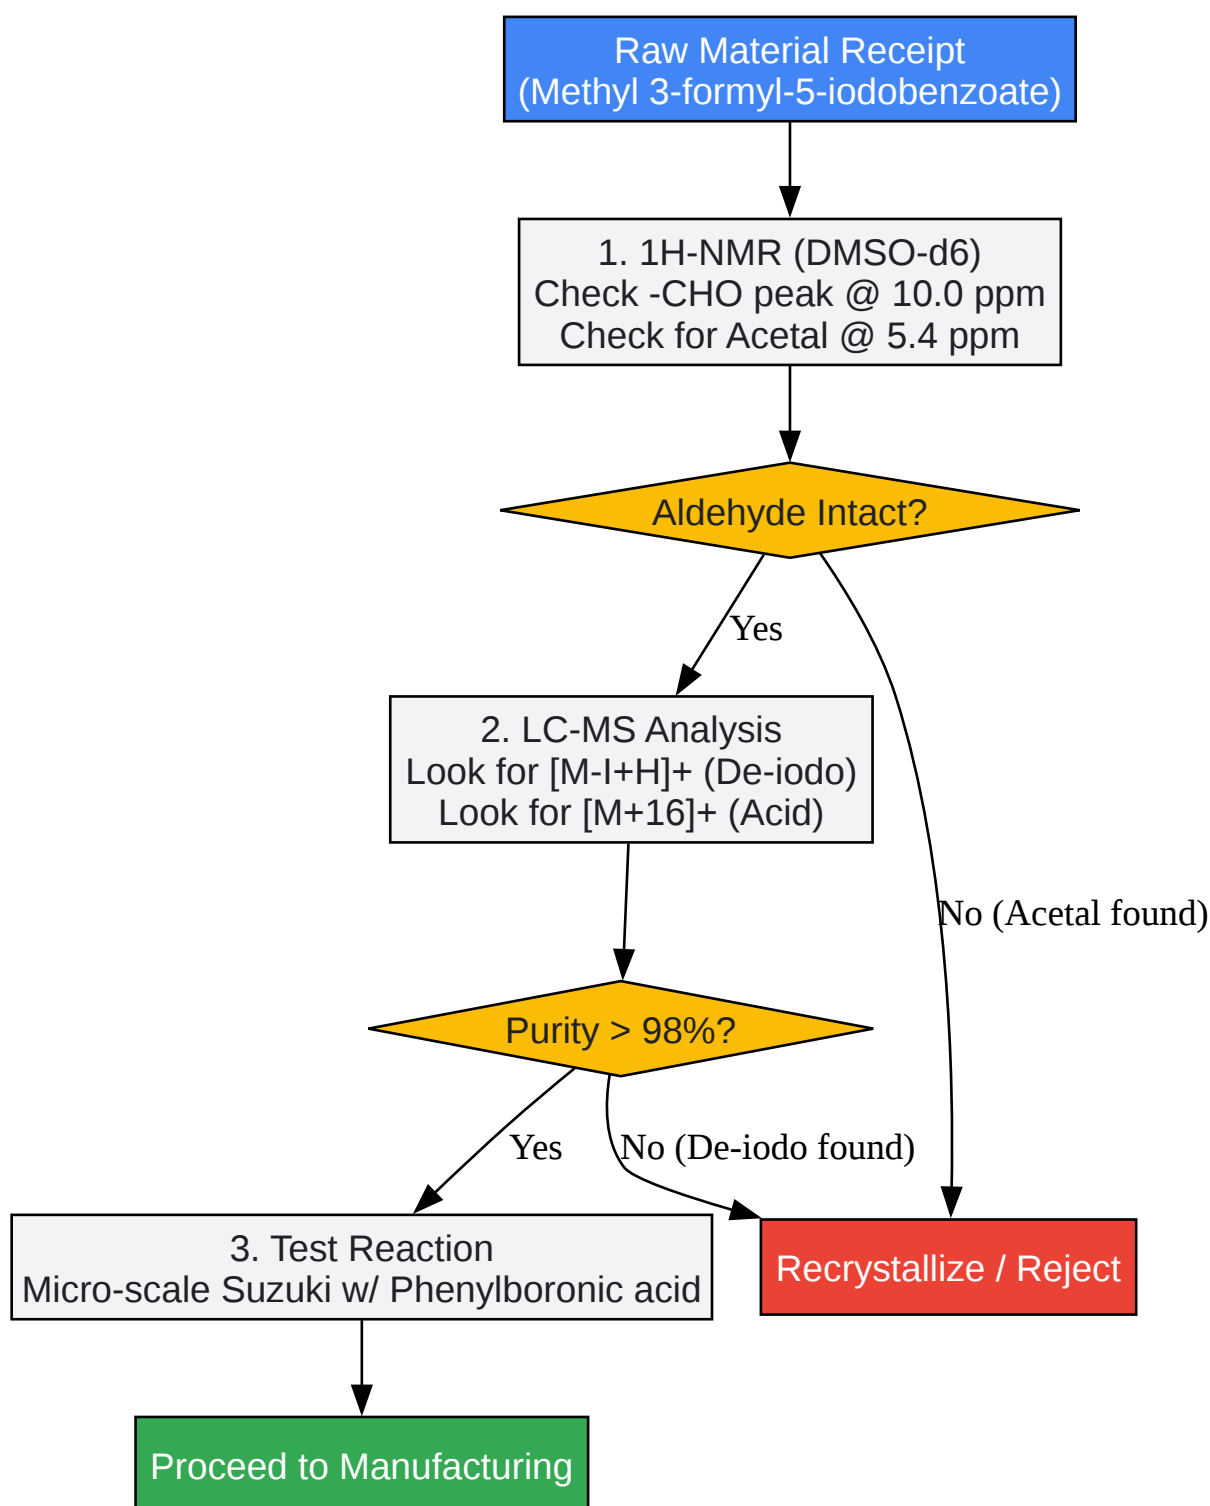 Raw Material Receipt
(Methyl 3-formyl-5-iodobenzoate)
1. 1H-NMR (DMSO-d6)
Check -CHO peak @ 10.0 ppm
Check for Acetal @ 5.4 ppm
Aldehyde Intact?
Yes
2. LC-MS Analysis
Look for [M-I+H]+ (De-iodo)
Look for [M+16]+ (Acid)
No (Acetal found)
Purity > 98%?
Yes
No (De-iodo found)
3. Test Reaction
Micro-scale Suzuki w/ Phenylboronic acid
Recrystallize / Reject
Proceed to Manufacturing